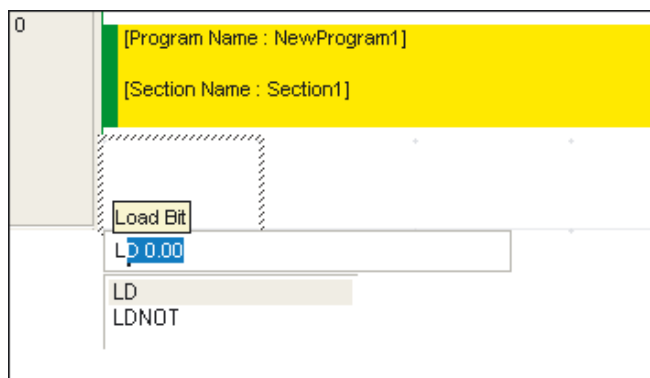 0
[Program Name : NewProgram1]
[Section Name : Section1]
Load Bit
LD 0.00
LD
LDNOT